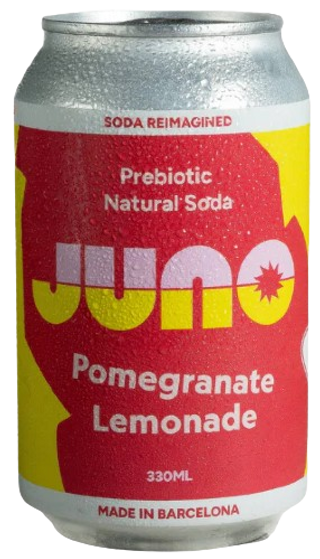 SODA REIMAGINED
Prebiotic
Natural Soda
JUNO
Pomegranate
Lemonade
330ML
MADE IN BARCELONA